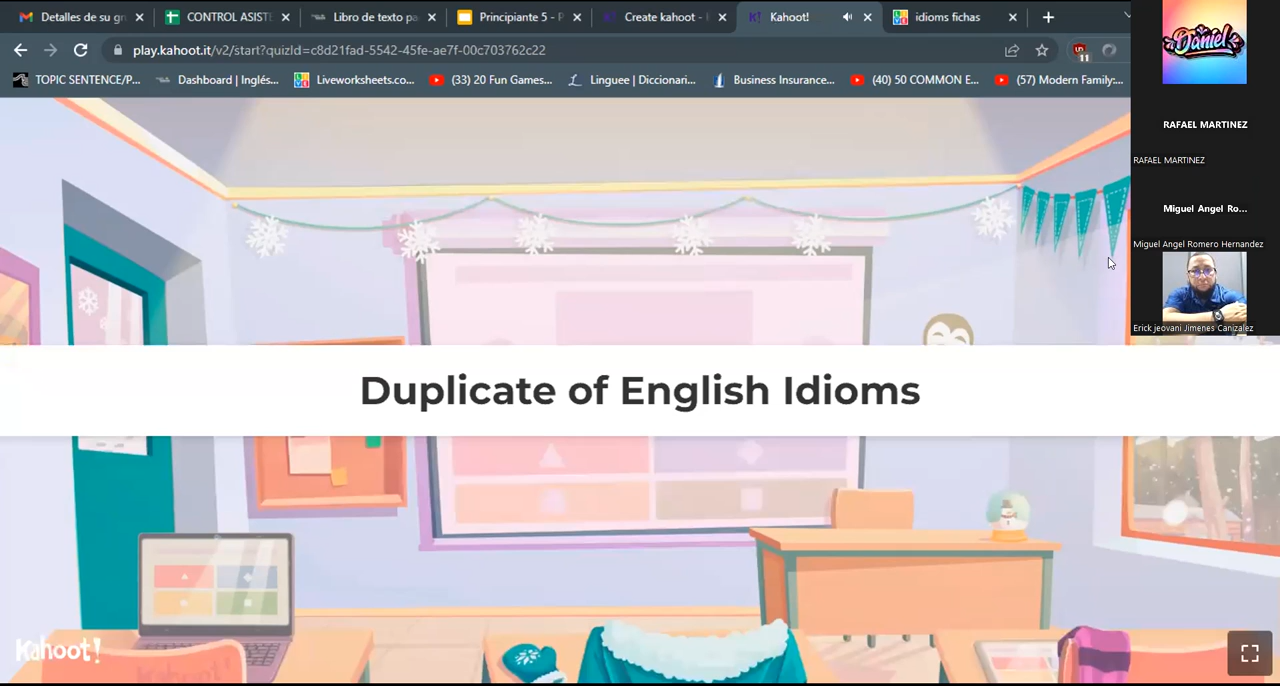 Detalles de su gr
CONTROL ASIST
Libro de texto pa
Principiante 5 - P
Create kahoot -
Kahoot!
idioms fichas
play.kahoot.it/v2/start?quizId=c8d21fad-5542-45fe-ae7f-00c703762c22
11
TOPIC SENTENCE/P...
Dashboard | Inglés...
Liveworksheets.co...
(33) 20 Fun Games...
Linguee | Diccionari...
Business Insurance...
(40) 50 COMMON E...
(57) Modern Family:...
Daniel
RAFAEL MARTINEZ
RAFAEL MARTINEZ
Miguel Angel Ro...
Miguel Angel Romero Hernandez
Erick jeovani Jimenes Canizalez
Duplicate of English Idioms
Kahoot!